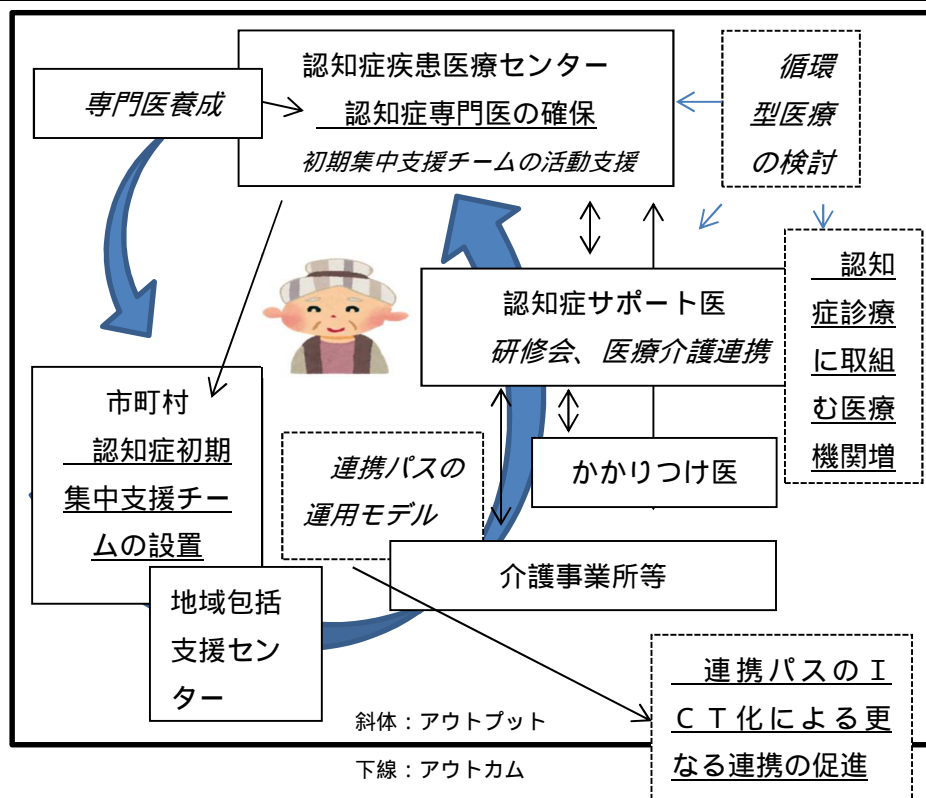 専門医養成
認知症疾患医療センター
認知症専門医の確保
初期集中支援チームの活動支援
循環
型医療
の検討
認知症サポート医
研修会、医療介護連携
認知
症診療
に取組
む医療
機関増
市町村
認知症初期
集中支援チー
ムの設置
連携パスの
運用モデル
かかりつけ医
介護事業所等
地域包括
支援セン
ター
連携パスのＩ
ＣＴ化による更
なる連携の促進
斜体：アウトプット
下線：アウトカム